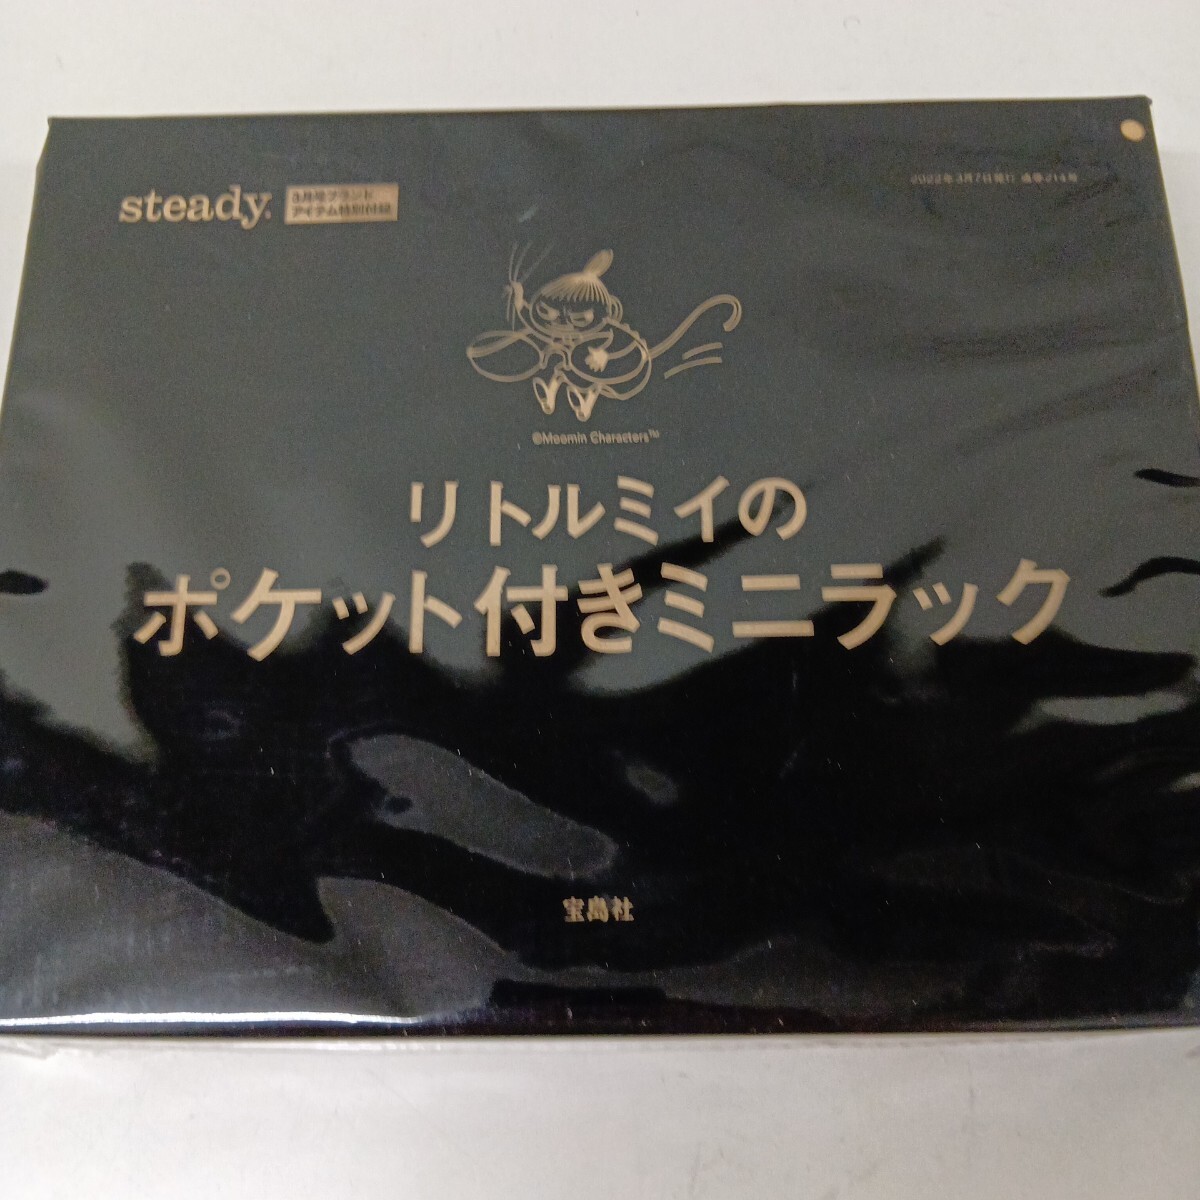 steady.
3月号ブランド
アイテム特別付録
2022年3月7日発行 通巻214号
©Moomin Characters™
リトルミイの
ポケット付きミニラック
宝島社